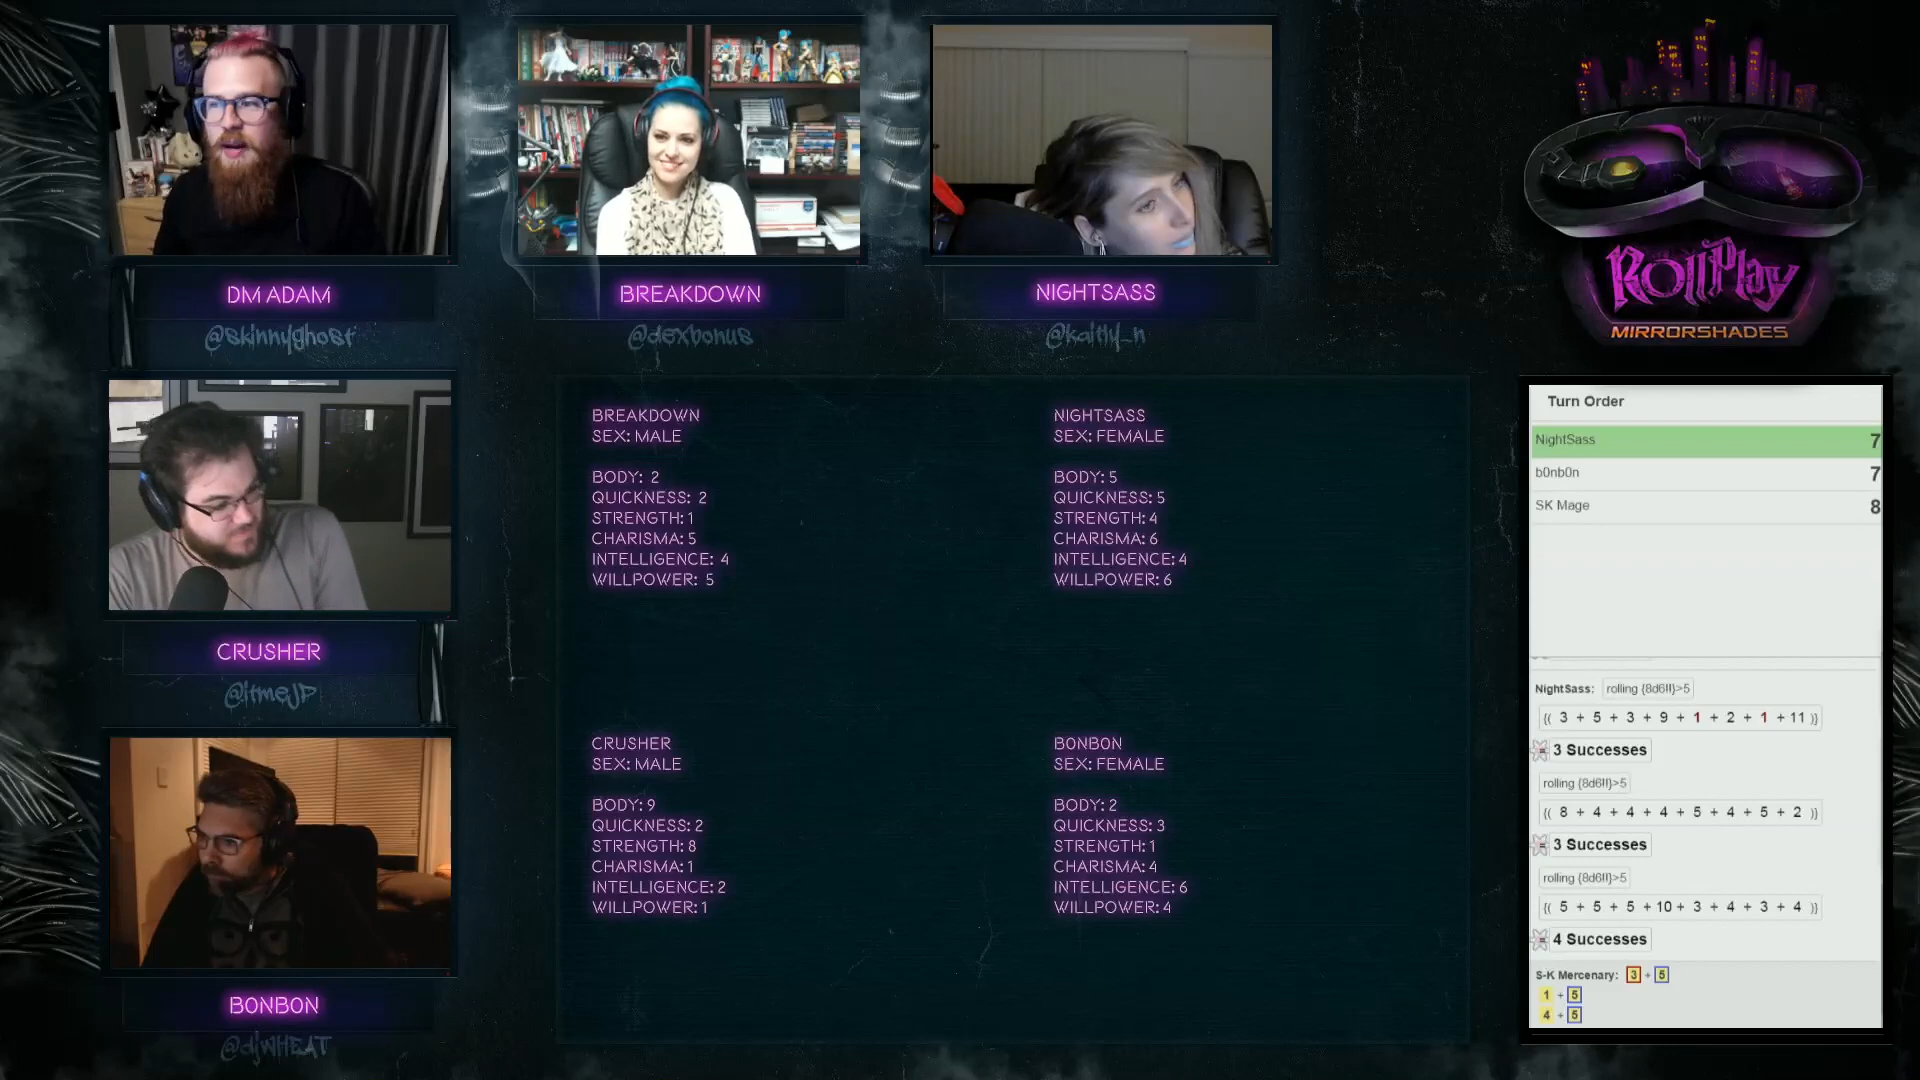 DM ADAM
@skinnyghost
BREAKDOWN
@dexbonus
NIGHTSASS
@kaitly_n
ROLLPLAY
MIRRORSHADES
CRUSHER
@itmeJP
B0NB0N
@djWHEAT
BREAKDOWN
SEX: MALE
BODY: 2
QUICKNESS: 2
STRENGTH: 1
CHARISMA: 5
INTELLIGENCE: 4
WILLPOWER: 5
NIGHTSASS
SEX: FEMALE
BODY: 5
QUICKNESS: 5
STRENGTH: 4
CHARISMA: 6
INTELLIGENCE: 4
WILLPOWER: 6
CRUSHER
SEX: MALE
BODY: 9
QUICKNESS: 2
STRENGTH: 8
CHARISMA: 1
INTELLIGENCE: 2
WILLPOWER: 1
B0NB0N
SEX: FEMALE
BODY: 2
QUICKNESS: 3
STRENGTH: 1
CHARISMA: 4
INTELLIGENCE: 6
WILLPOWER: 4
Turn Order
NightSass 7
b0nb0n 7
SK Mage 8
NightSass: rolling {8d6!!}>5
(( 3 + 5 + 3 + 9 + 1 + 2 + 1 + 11 ))
= 3 Successes
rolling {8d6!!}>5
(( 8 + 4 + 4 + 4 + 5 + 4 + 5 + 2 ))
= 3 Successes
rolling {8d6!!}>5
(( 5 + 5 + 5 + 10 + 3 + 4 + 3 + 4 ))
= 4 Successes
S-K Mercenary: 3 + 5
1 + 5
4 + 5